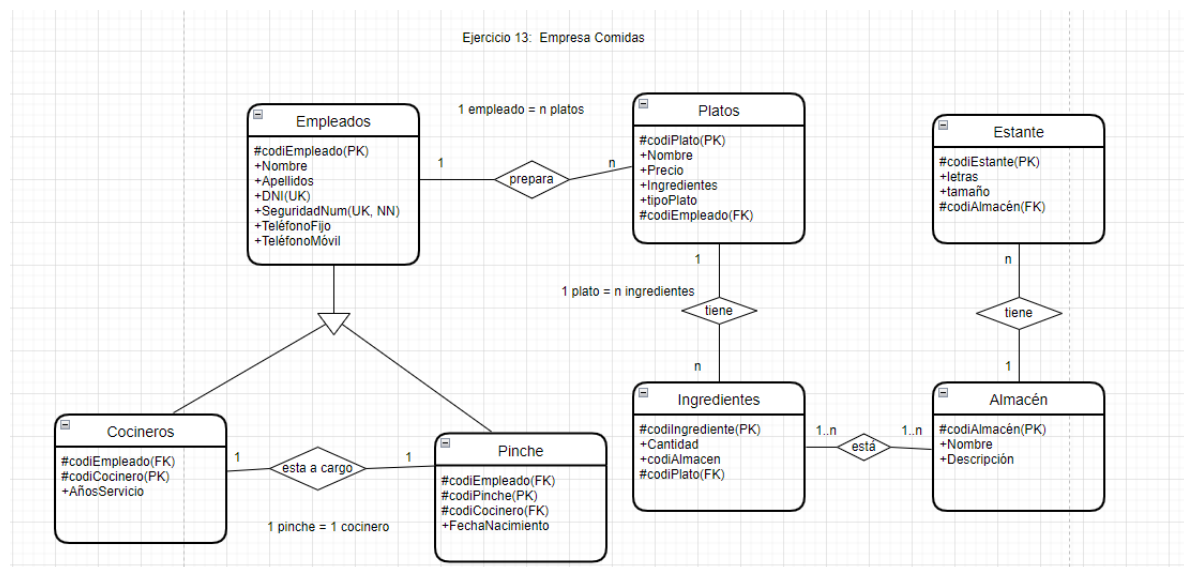 Ejercicio 13: Empresa Comidas
Empleados
#codiEmpleado(PK)
+Nombre
+Apellidos
+DNI(UK)
+SeguridadNum(UK, NN)
+TeléfonoFijo
+TeléfonoMóvil
1 empleado = n platos
1
prepara
n
Platos
#codiPlato(PK)
+Nombre
+Precio
+Ingredientes
+tipoPlato
#codiEmpleado(FK)
Estante
#codiEstante(PK)
+letras
+tamaño
#codiAlmacén(FK)
1
1 plato = n ingredientes
tiene
n
n
tiene
1
Cocineros
#codiEmpleado(FK)
#codiCocinero(PK)
+AñosServicio
1
esta a cargo
1
1 pinche = 1 cocinero
Pinche
#codiEmpleado(FK)
#codiPinche(PK)
#codiCocinero(FK)
+FechaNacimiento
Ingredientes
#codiIngrediente(PK)
+Cantidad
+codiAlmacen
#codiPlato(FK)
1..n
está
1..n
Almacén
#codiAlmacén(PK)
+Nombre
+Descripción